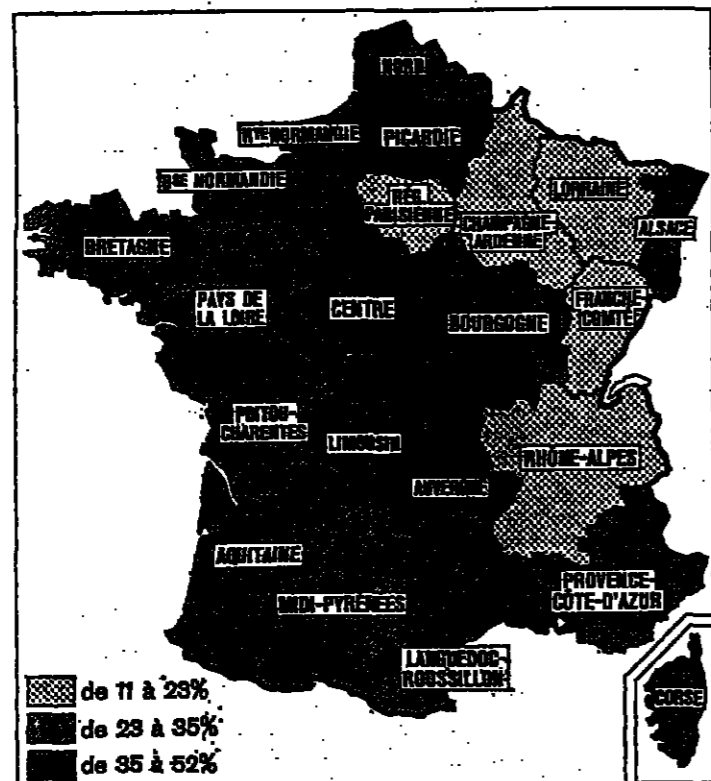 NORD
Hte NORMANDIE
PICARDIE
Bse NORMANDIE
RÉG.
PARISIENNE
CHAMPAGNE-
ARDENNE
LORRAINE
ALSACE
BRETAGNE
PAYS DE
LA LOIRE
CENTRE
BOURGOGNE
FRANCHE-
COMTÉ
POITOU-
CHARENTES
LIMOUSIN
RHÔNE-ALPES
AUVERGNE
AQUITAINE
MIDI-PYRÉNÉES
PROVENCE-
CÔTE-D'AZUR
LANGUEDOC-
ROUSSILLON
CORSE
de 11 à 23%
de 23 à 35%
de 35 à 52%